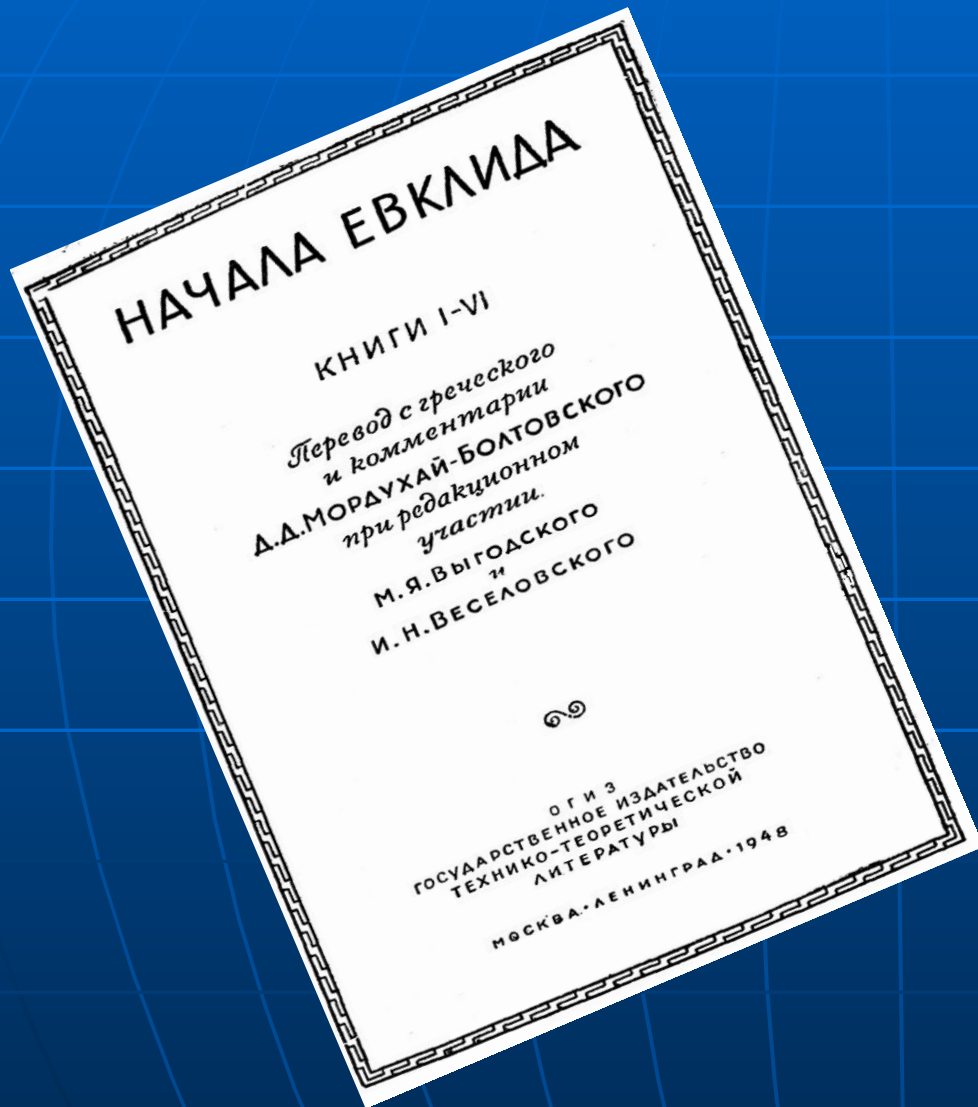 НАЧАЛА ЕВКЛИДА
КНИГИ I-VI
Перевод с греческого
и комментарии
Д.Д.МОРДУХАЙ-БОЛТОВСКОГО
при редакционном
участии.
М.Я.ВЫГОДСКОГО
и
И.Н.ВЕСЕЛОВСКОГО
ОГИЗ
ГОСУДАРСТВЕННОЕ ИЗДАТЕЛЬСТВО
ТЕХНИКО-ТЕОРЕТИЧЕСКОЙ
ЛИТЕРАТУРЫ
МОСКВА·ЛЕНИНГРАД·1948